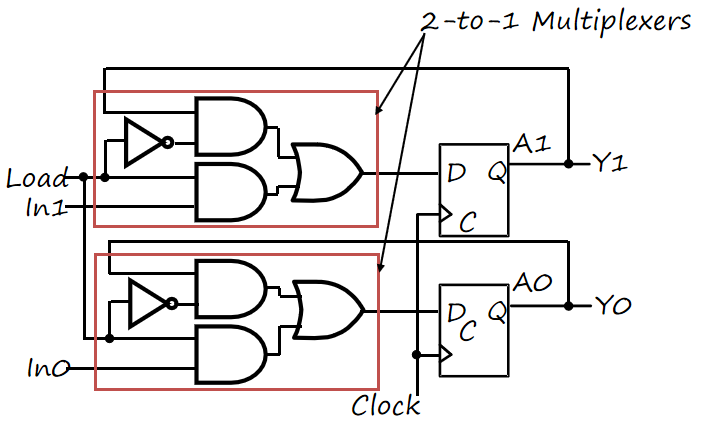 2-to-1 Multiplexers
A1
D Q
Y1
Load
In1
C
A0
D Q
Y0
C
In0
Clock